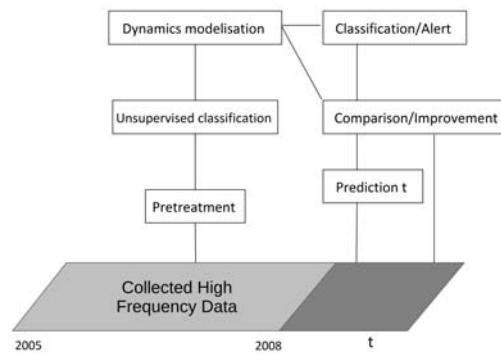 Dynamics modelisation
Classification/Alert
Unsupervised classification
Comparison/Improvement
Pretreatment
Prediction t
Collected High
Frequency Data
2005
2008
t